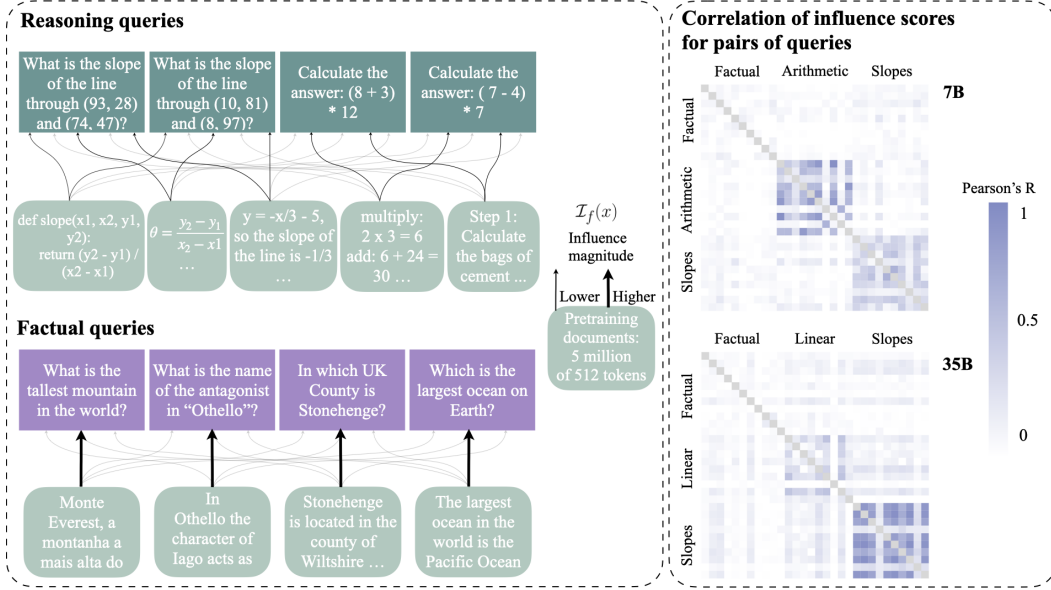 Reasoning queries
What is the slope
of the line
through (93, 28)
and (74, 47)?
What is the slope
of the line
through (10, 81)
and (8, 97)?
Calculate the
answer: (8 + 3)
* 12
Calculate the
answer: ( 7 - 4)
* 7
def slope(x1, x2, y1,
y2):
return (y2 - y1) /
(x2 - x1)
θ = (y₂ − y₁) / (x₂ − x1)
…
y = -x/3 - 5,
so the slope of
the line is -1/3
…
multiply:
2 x 3 = 6
add: 6 + 24 =
30 …
Step 1:
Calculate
the bags of
cement ...
Factual queries
What is the
tallest mountain
in the world?
What is the name
of the antagonist
in “Othello”?
In which UK
County is
Stonehenge?
Which is the
largest ocean on
Earth?
Monte
Everest, a
montanha a
mais alta do
In
Othello the
character of
Iago acts as
Stonehenge
is located in the
county of
Wiltshire …
The largest
ocean in the
world is the
Pacific Ocean
I_f(x)
Influence
magnitude
Lower
Higher
Pretraining
documents:
5 million
of 512 tokens
Correlation of influence scores
for pairs of queries
Factual Arithmetic Slopes
7B
Factual
Arithmetic
Slopes
Factual Linear Slopes
35B
Factual
Linear
Slopes
Pearson’s R
1
0.5
0